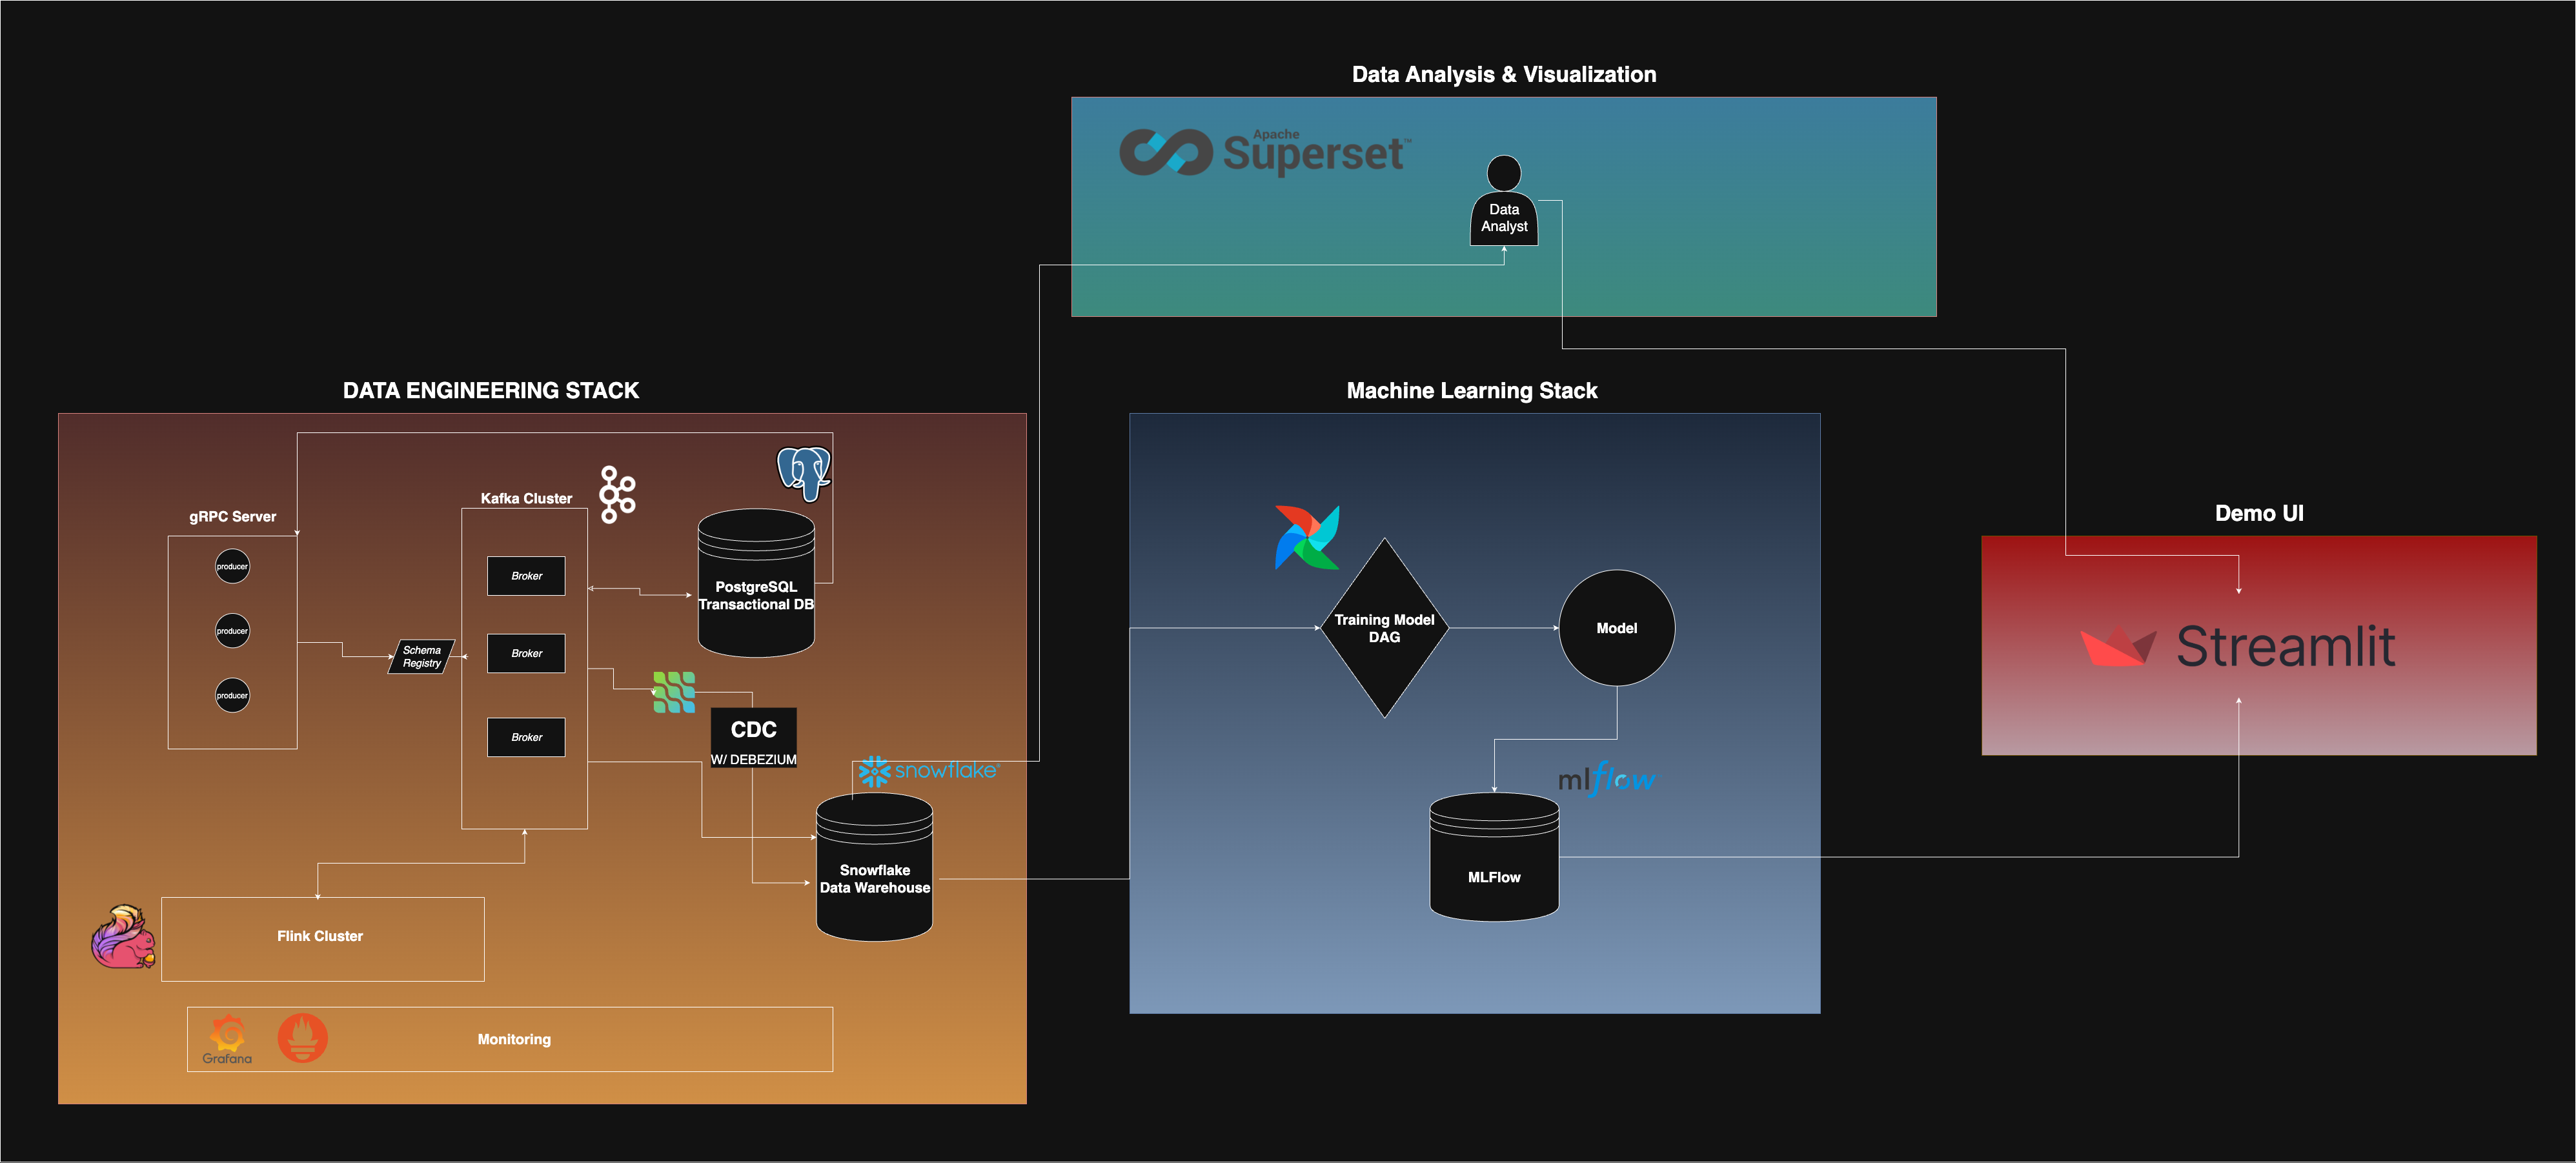 Data Analysis & Visualization
Apache
Superset™
Data
Analyst
DATA ENGINEERING STACK
Machine Learning Stack
Demo UI
gRPC Server
producer
producer
producer
Kafka Cluster
Broker
Broker
Broker
Schema
Registry
PostgreSQL
Transactional DB
CDC
W/ DEBEZIUM
snowflake®
Snowflake
Data Warehouse
Flink Cluster
Grafana
Monitoring
Training Model
DAG
Model
mlflow
MLFlow
Streamlit